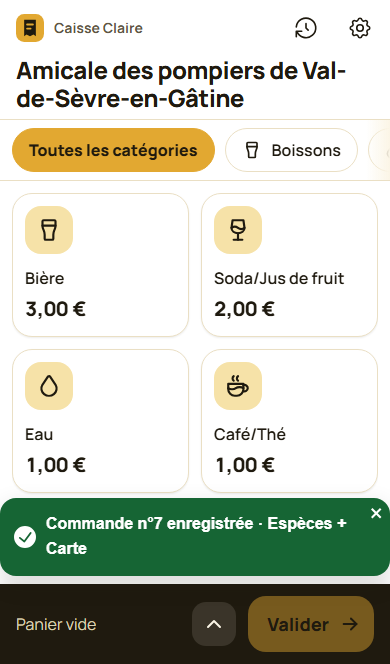 Caisse Claire
Amicale des pompiers de Val-
de-Sèvre-en-Gâtine
Toutes les catégories
Boissons
Bière
3,00 €
Soda/Jus de fruit
2,00 €
Eau
1,00 €
Café/Thé
1,00 €
Commande n°7 enregistrée · Espèces +
Carte
Panier vide
Valider